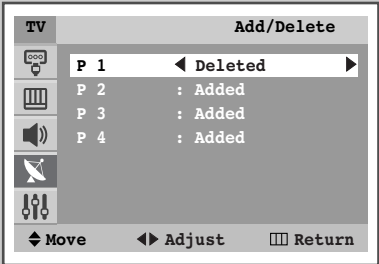 TV Add/Delete
P 1 ◀ Deleted ▶
P 2 : Added
P 3 : Added
P 4 : Added
Move Adjust Return